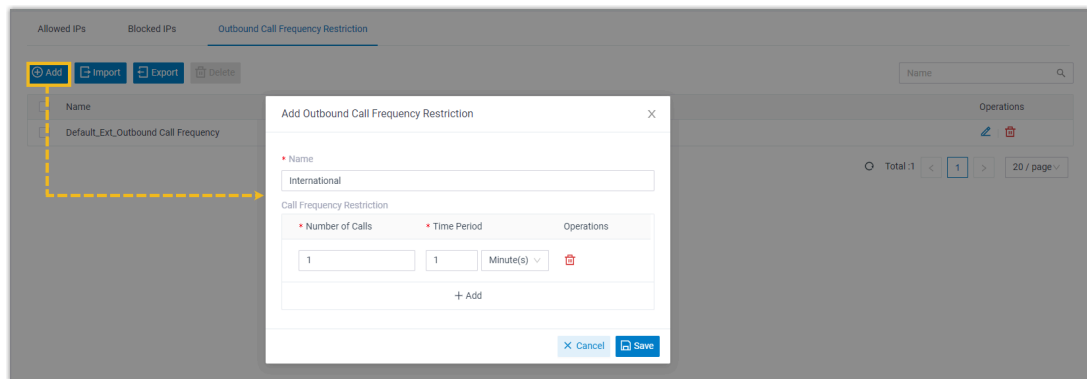 Allowed IPs Blocked IPs Outbound Call Frequency Restriction
Add Import Export Delete Name
Name Operations
Default_Ext_Outbound Call Frequency
Total :1 < 1 > 20 / page
Add Outbound Call Frequency Restriction X
* Name
International
Call Frequency Restriction
* Number of Calls * Time Period Operations
1 1 Minute(s)
+ Add
X Cancel Save